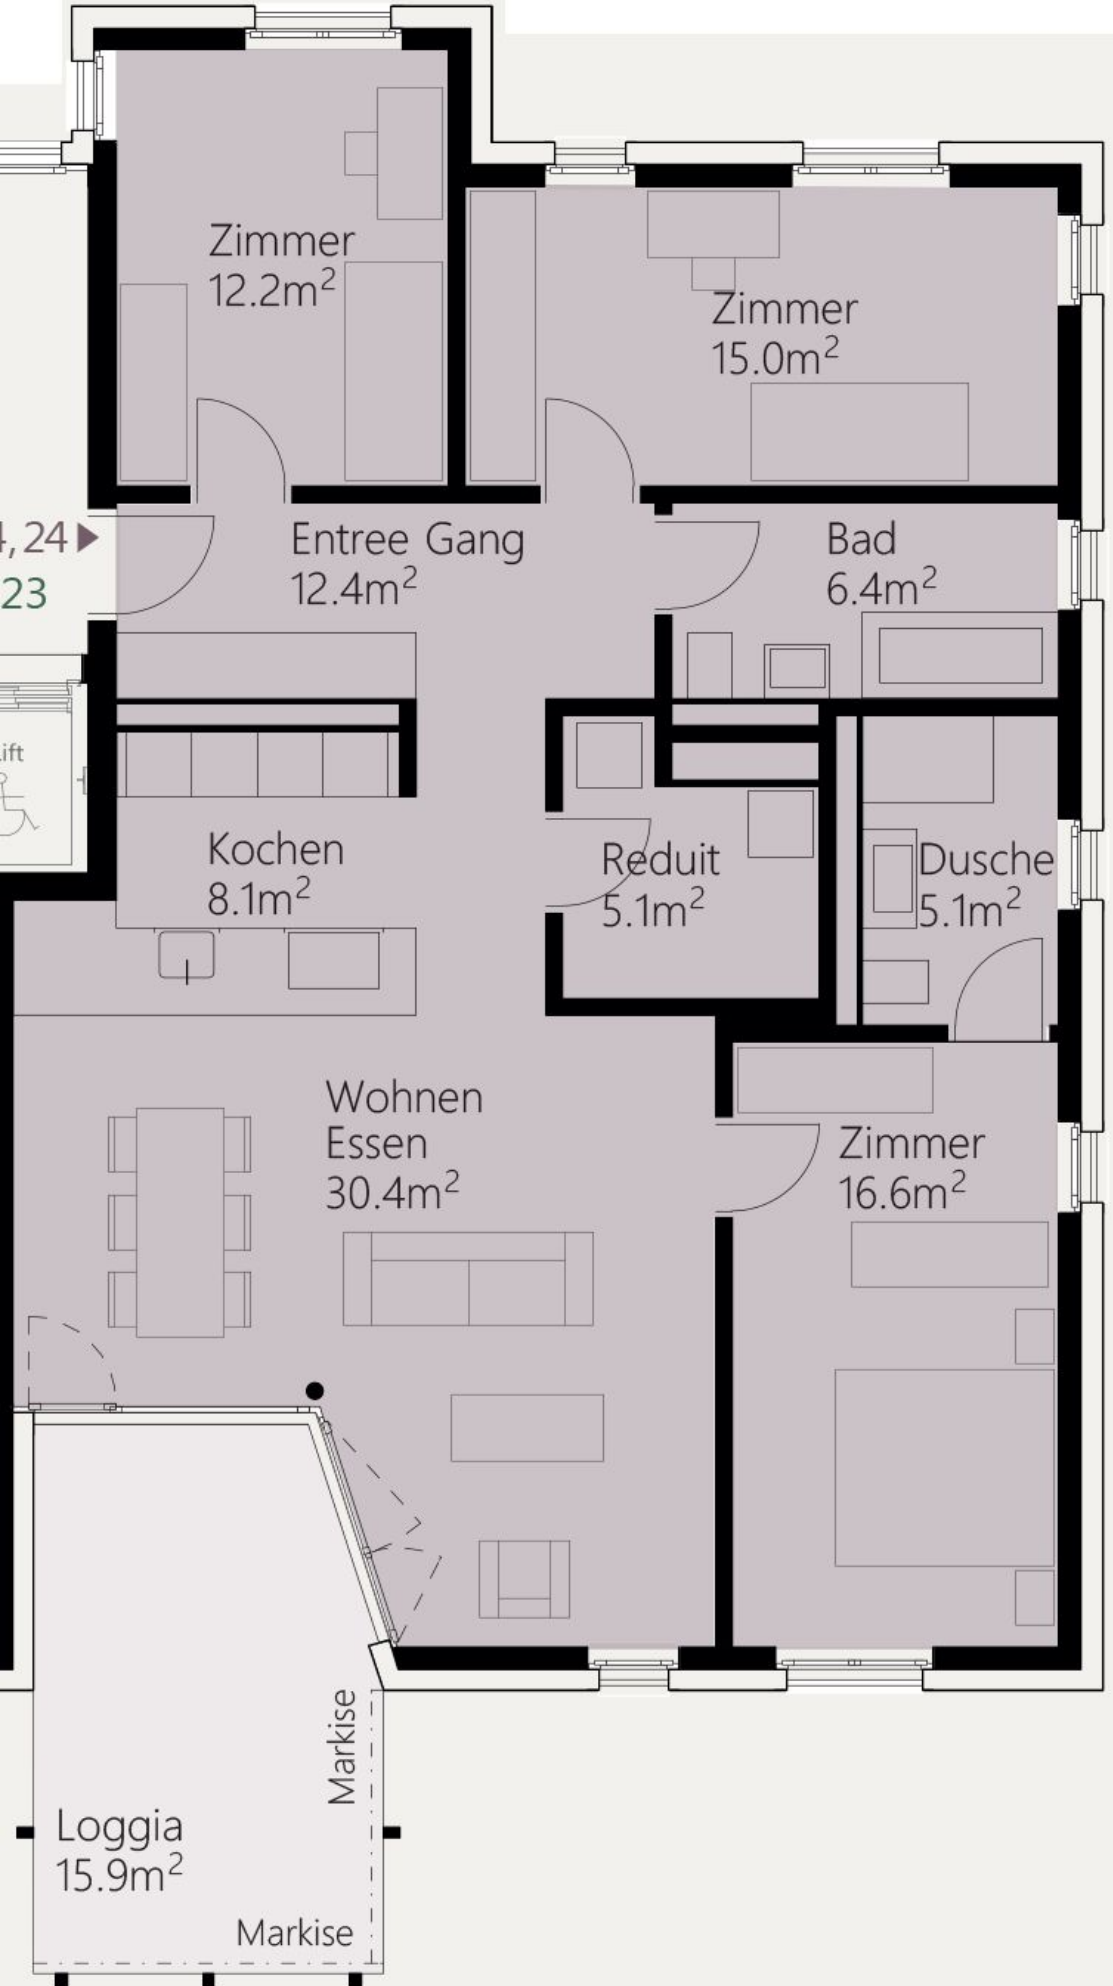 Zimmer
12.2m²
Zimmer
15.0m²
4, 24
23
Entree Gang
12.4m²
Bad
6.4m²
Kochen
8.1m²
Reduit
5.1m²
Dusche
5.1m²
Wohnen
Essen
30.4m²
Zimmer
16.6m²
Markise
Loggia
15.9m²
Markise